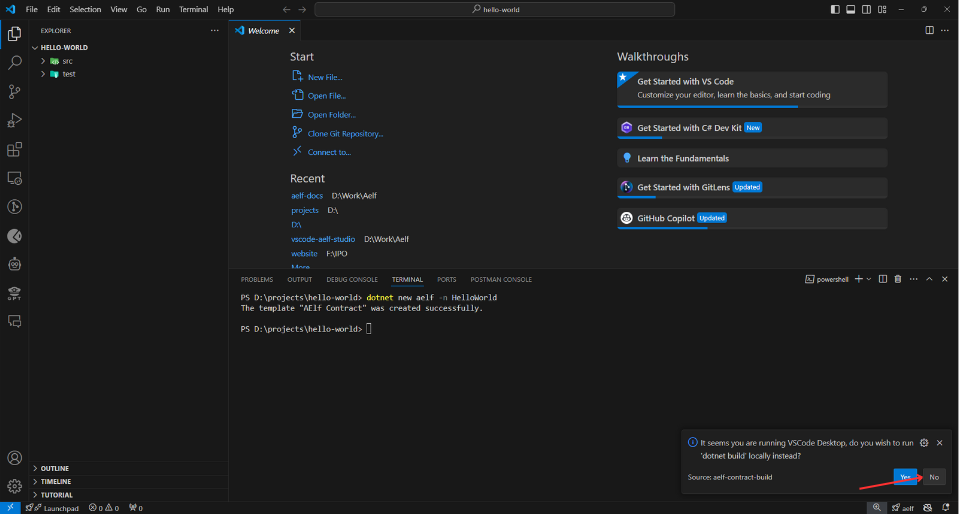 File Edit Selection View Go Run Terminal Help
hello-world
EXPLORER
HELLO-WORLD
src
test
Welcome
Start
New File...
Open File...
Open Folder...
Clone Git Repository...
Connect to...
Recent
aelf-docs D:\Work\Aelf
projects D:\
D:\
vscode-aelf-studio D:\Work\Aelf
website F:\IPO
More
Walkthroughs
Get Started with VS Code
Customize your editor, learn the basics, and start coding
Get Started with C# Dev Kit New
Learn the Fundamentals
Get Started with GitLens Updated
GitHub Copilot Updated
PROBLEMS OUTPUT DEBUG CONSOLE TERMINAL PORTS POSTMAN CONSOLE
powershell
PS D:\projects\hello-world> dotnet new aelf -n HelloWorld
The template "AElf Contract" was created successfully.
PS D:\projects\hello-world>
It seems you are running VSCode Desktop, do you wish to run
'dotnet build' locally instead?
Source: aelf-contract-build
Yes No
GPT
OUTLINE
TIMELINE
TUTORIAL
Launchpad 0 0 0
aelf